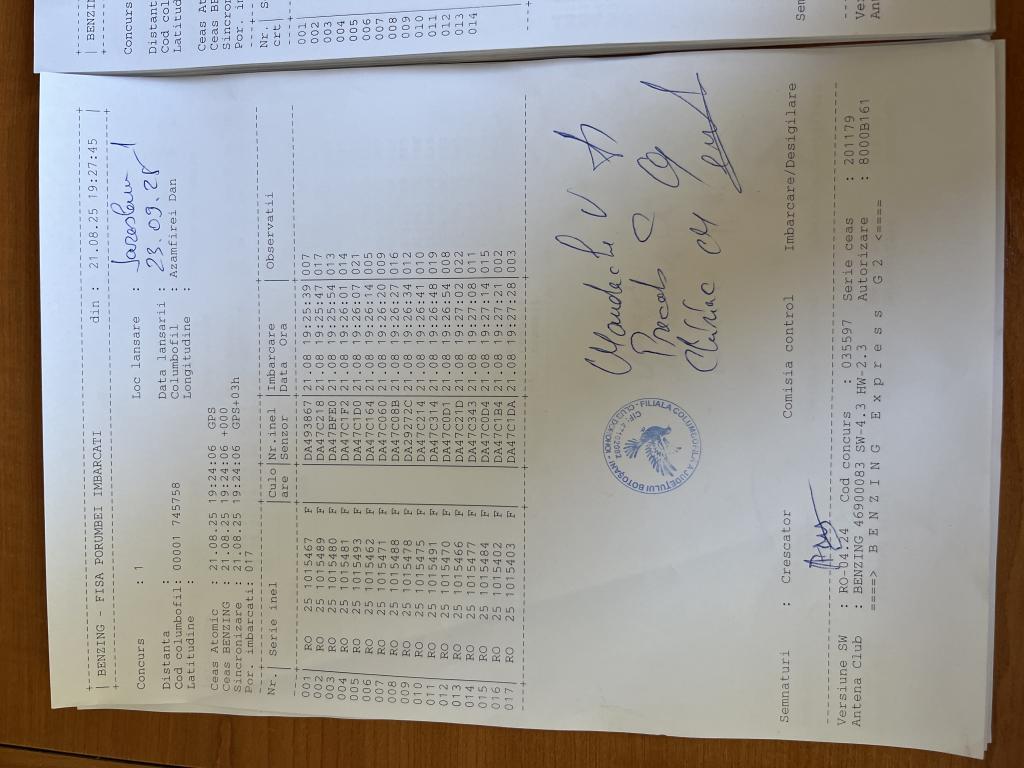 BENZING - FISA PORUMBEI IMBARCATI din : 21.08.25 19:27:45
Concurs : 1 Loc lansare :
Distanta : Data lansarii : 23.09.25
Cod columbofil: 00001 745758 Columbofil : Azamfirei Dan
Latitudine : Longitudine :
Ceas Atomic : 21.08.25 19:24:06 GPS
Ceas BENZING : 21.08.25 19:24:06 +000
Sincronizare : 21.08.25 19:24:06 GPS+03h
Por. imbarcati: 017
Nr. | Serie inel |Culo|Nr.inel |Imbarcare | Observatii
crt.| |are |Senzor |Data Ora |
001 | RO 25 1015467 F | |DA493867|21.08 19:25:39|007
002 | RO 25 1015489 F | |DA47C218|21.08 19:25:47|017
003 | RO 25 1015480 F | |DA47BFE0|21.08 19:25:54|013
004 | RO 25 1015481 F | |DA47C1F2|21.08 19:26:01|014
005 | RO 25 1015493 F | |DA47C1D0|21.08 19:26:07|021
006 | RO 25 1015462 F | |DA47C164|21.08 19:26:14|005
007 | RO 25 1015471 F | |DA47C060|21.08 19:26:20|009
008 | RO 25 1015488 F | |DA47C08B|21.08 19:26:27|016
009 | RO 25 1015478 F | |DA29272C|21.08 19:26:34|012
010 | RO 25 1015475 F | |DA47C214|21.08 19:26:41|010
011 | RO 25 1015491 F | |DA47C314|21.08 19:26:48|019
012 | RO 25 1015470 F | |DA47C0D1|21.08 19:26:54|008
013 | RO 25 1015466 F | |DA47C21D|21.08 19:27:02|022
014 | RO 25 1015477 F | |DA47C343|21.08 19:27:08|011
015 | RO 25 1015484 F | |DA47C0D4|21.08 19:27:14|015
016 | RO 25 1015402 F | |DA47C1B4|21.08 19:27:21|002
017 | RO 25 1015403 F | |DA47C1DA|21.08 19:27:28|003
Semnaturi : Crescator Comisia control Imbarcare/Desigilare
Versiune SW : RO-04.24 Cod concurs : 035597 Serie ceas : 201179
Antena Club : BENZING 46900083 SW-4.3 HW-2.3 Autorizare : 8000B161
====> B E N Z I N G E x p r e s s G 2 <====